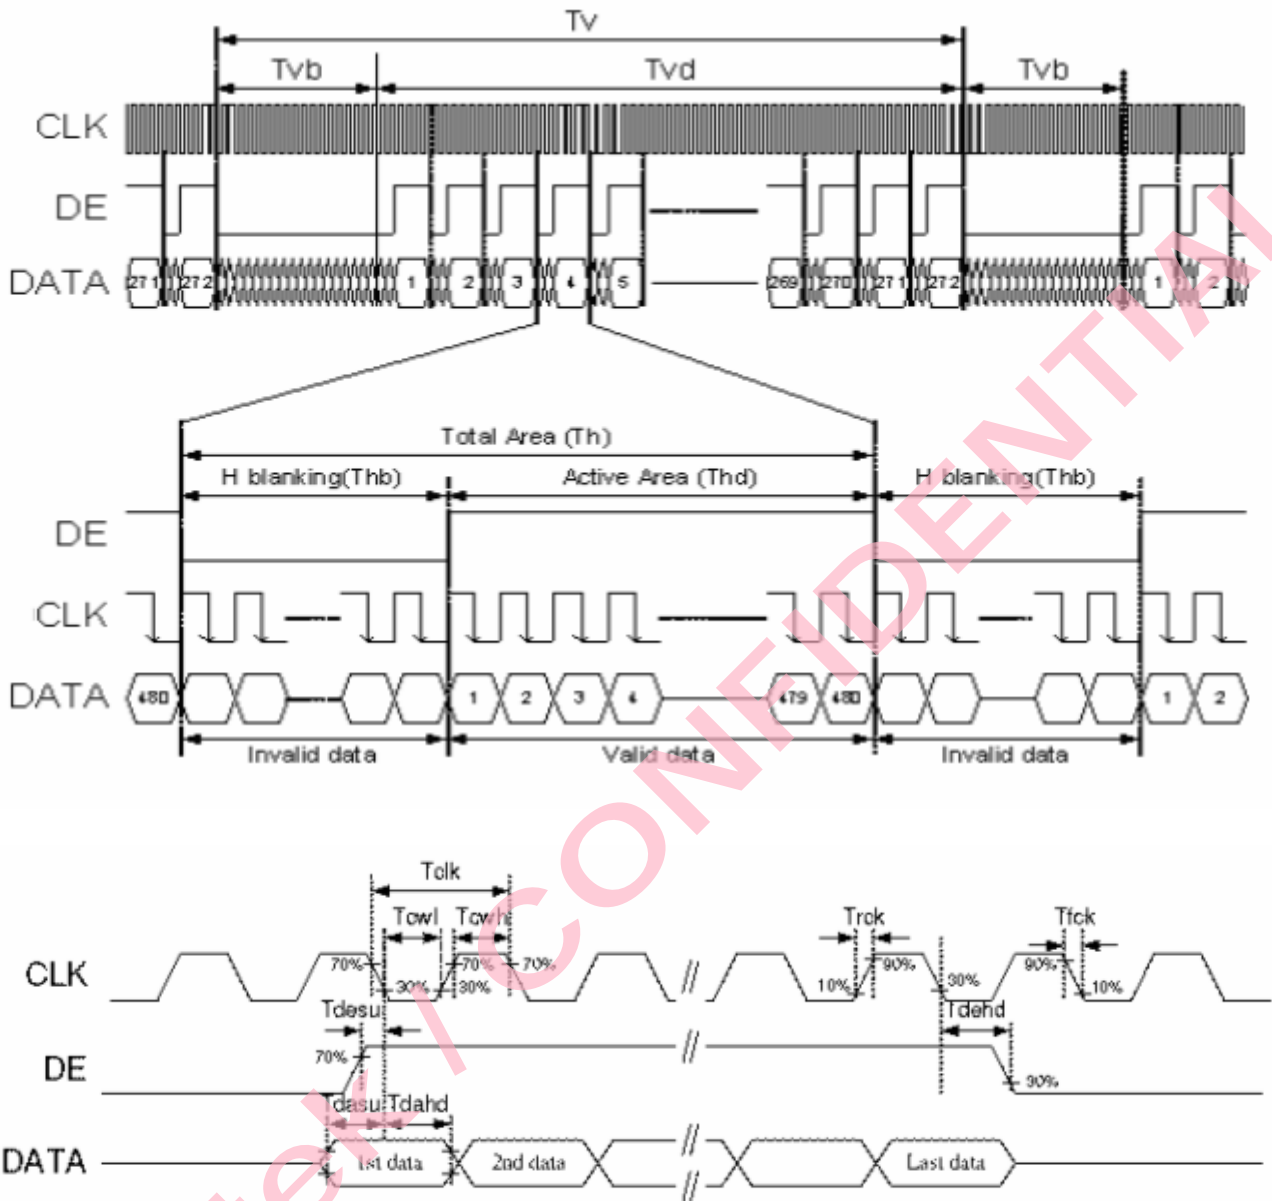 Tv
Tvb Tvd Tvb
CLK
DE
DATA 271 272 1 2 3 4 5 269 270 271 272 1 2
Total Area (Th)
H blanking(Thb) Active Area (Thd) H blanking(Thb)
DE
CLK
DATA 480 1 2 3 4 479 480 1 2
Invalid data Valid data Invalid data
Tclk
Tcwl Tcwh Trck Tfck
CLK 70% 30% 70% 30% 70% 10% 90% 30% 90% 10%
Tdesu Tdehd
DE 70% 30%
Tdasu Tdahd
DATA 1st data 2nd data Last data
tek / CONFIDENTIAL